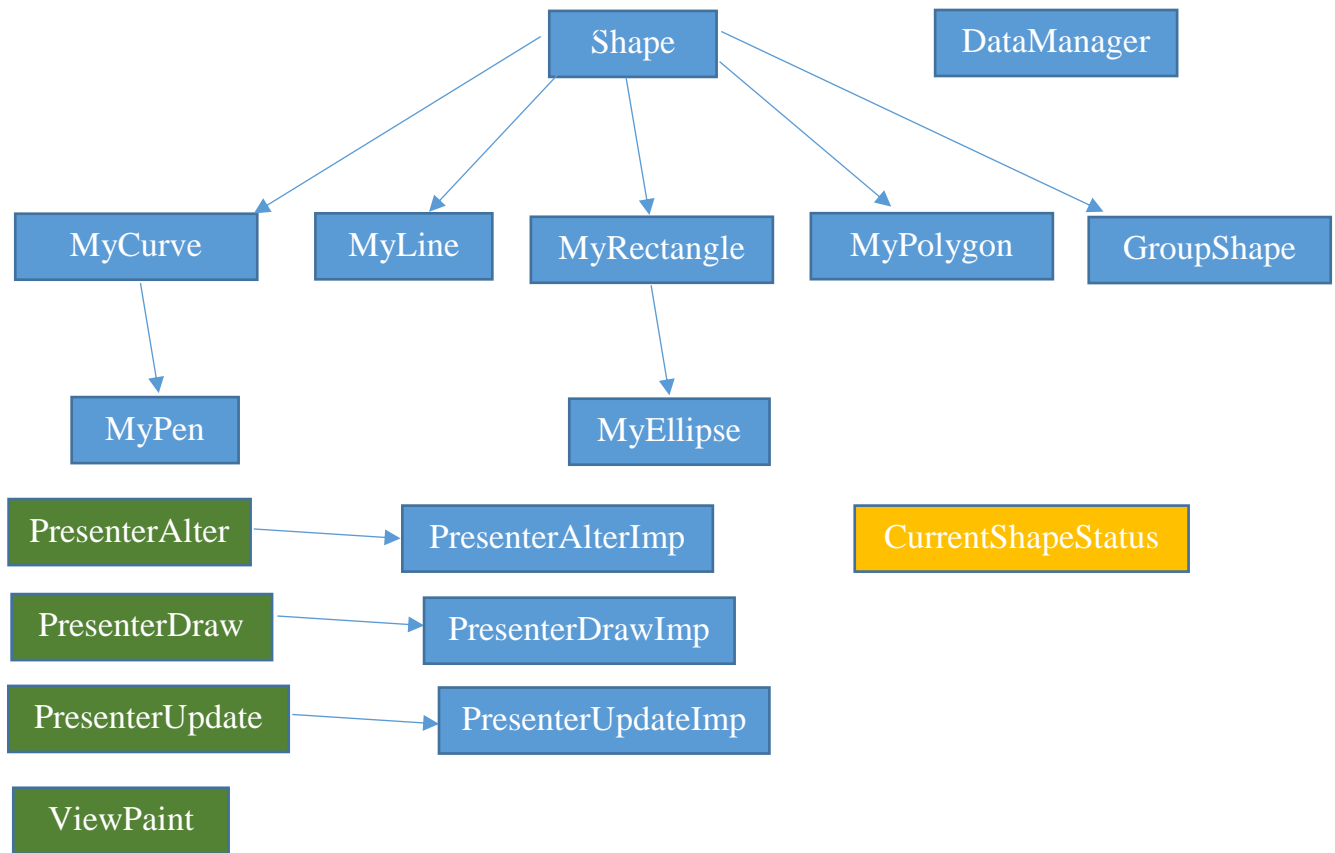 Shape
DataManager
MyCurve
MyLine
MyRectangle
MyPolygon
GroupShape
MyPen
MyEllipse
PresenterAlter
PresenterAlterImp
CurrentShapeStatus
PresenterDraw
PresenterDrawImp
PresenterUpdate
PresenterUpdateImp
ViewPaint